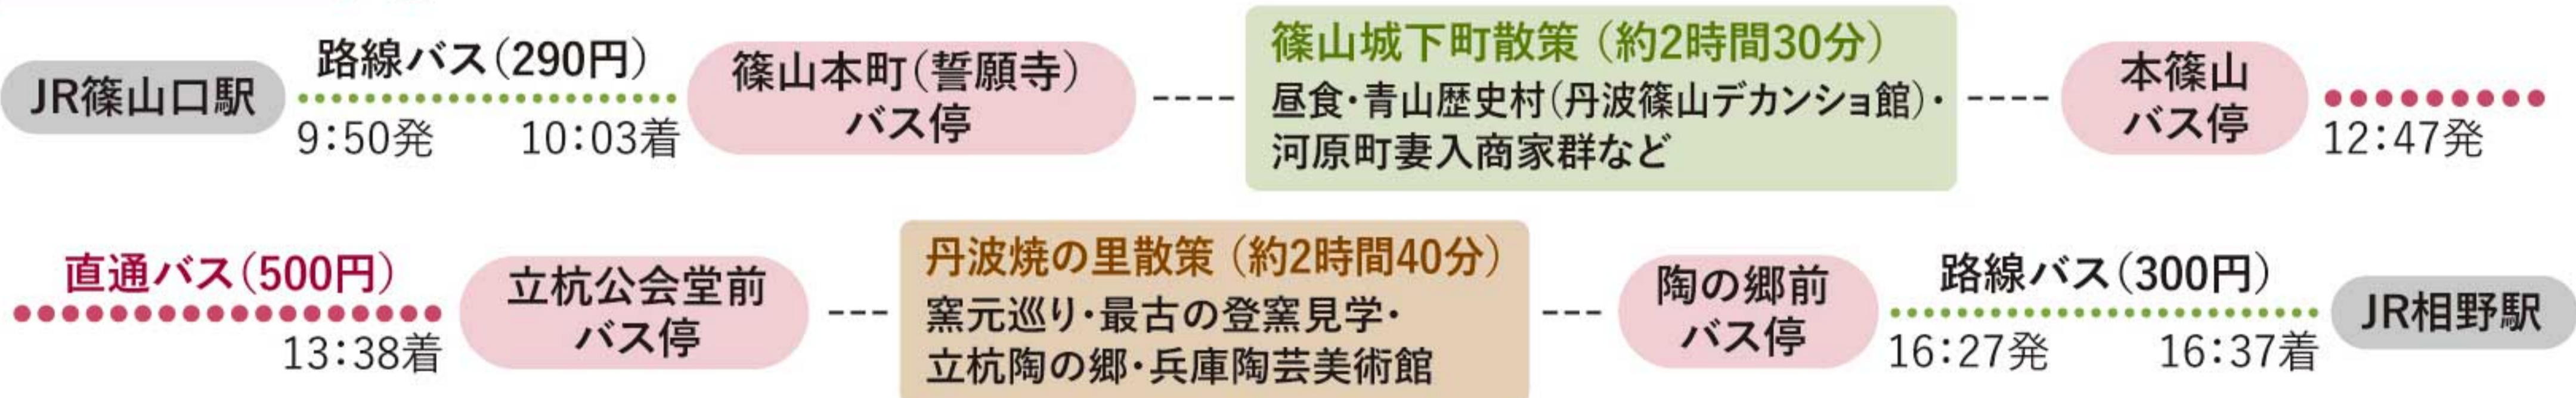 JR篠山口駅
路線バス(290円)
9:50発 10:03着
篠山本町(誓願寺)
バス停
篠山城下町散策(約2時間30分)
昼食・青山歴史村(丹波篠山デカンショ館)・
河原町妻入商家群など
本篠山
バス停
12:47発
直通バス(500円)
13:38着
立杭公会堂前
バス停
丹波焼の里散策(約2時間40分)
窯元巡り・最古の登窯見学・
立杭陶の郷・兵庫陶芸美術館
陶の郷前
バス停
路線バス(300円)
16:27発 16:37着
JR相野駅